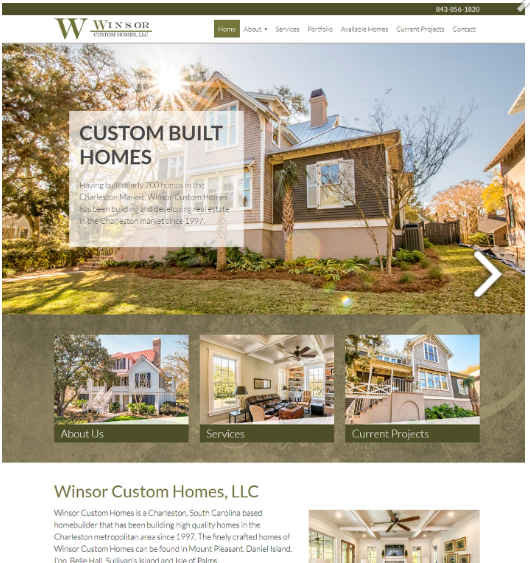 843-856-1820
W WINSOR
CUSTOM HOMES, LLC
Home About Services Portfolio Available Homes Current Projects Contact
CUSTOM BUILT
HOMES
Having built nearly 200 homes in the
Charleston Market, Winsor Custom Homes
has been building and developing real estate
in the Charleston market since 1997.
About Us Services Current Projects
Winsor Custom Homes, LLC
Winsor Custom Homes is a Charleston, South Carolina based
homebuilder that has been building high quality homes in the
Charleston metropolitan area since 1997. The finely crafted homes of
Winsor Custom Homes can be found in Mount Pleasant, Daniel Island,
I'on, Belle Hall, Sullivan's Island and Isle of Palms.